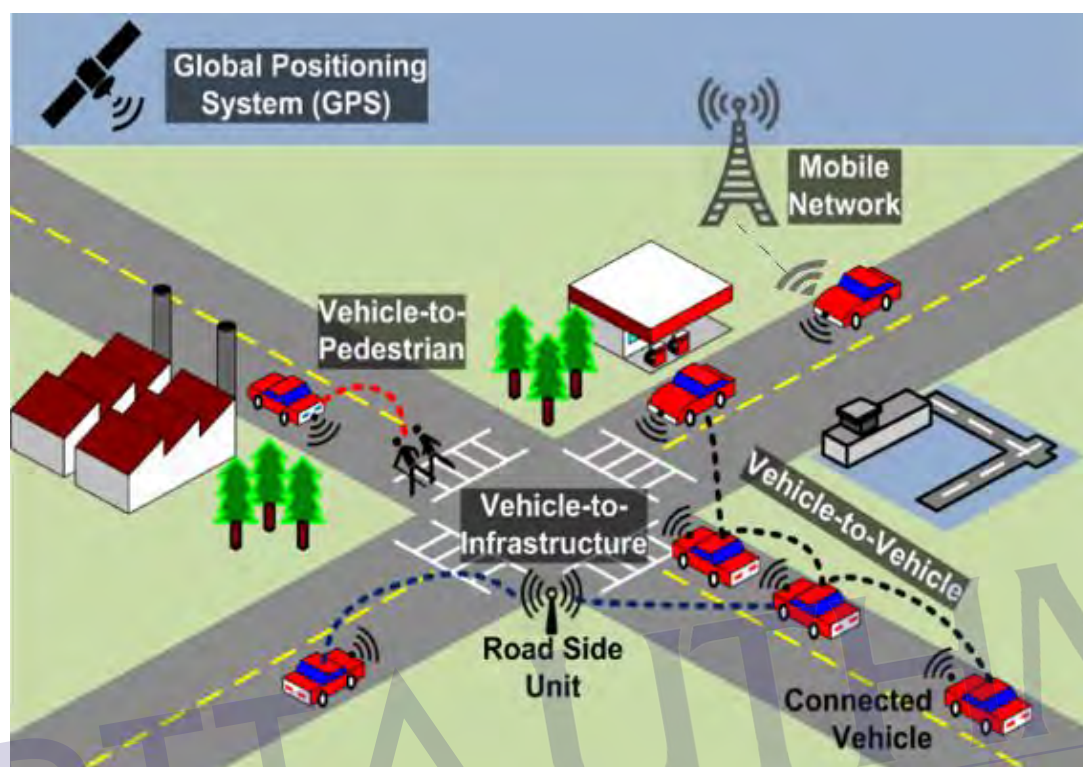 Global Positioning
System (GPS)
Mobile
Network
Vehicle-to-
Pedestrian
Vehicle-to-Vehicle
Vehicle-to-
Infrastructure
Road Side
Unit
Connected
Vehicle